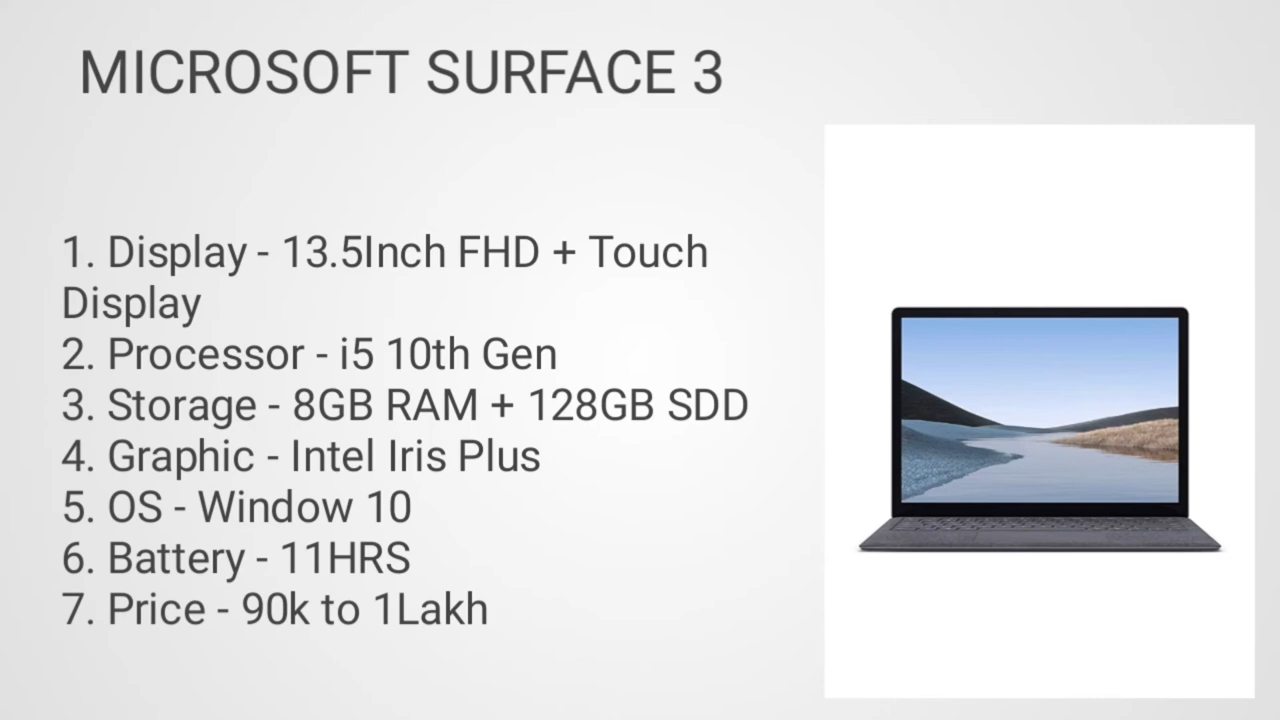 MICROSOFT SURFACE 3
1. Display - 13.5Inch FHD + Touch
Display
2. Processor - i5 10th Gen
3. Storage - 8GB RAM + 128GB SDD
4. Graphic - Intel Iris Plus
5. OS - Window 10
6. Battery - 11HRS
7. Price - 90k to 1Lakh